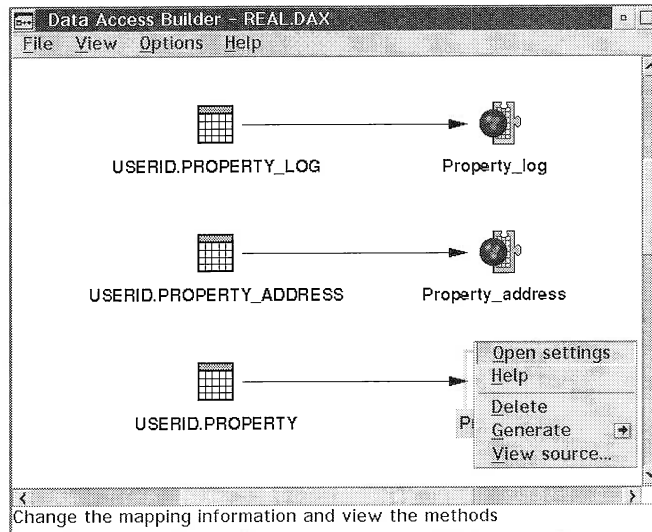 Data Access Builder - REAL.DAX
File View Options Help
USERID.PROPERTY_LOG Property_log
USERID.PROPERTY_ADDRESS Property_address
Open settings
Help
Delete
USERID.PROPERTY
Generate
View source...
Change the mapping information and view the methods